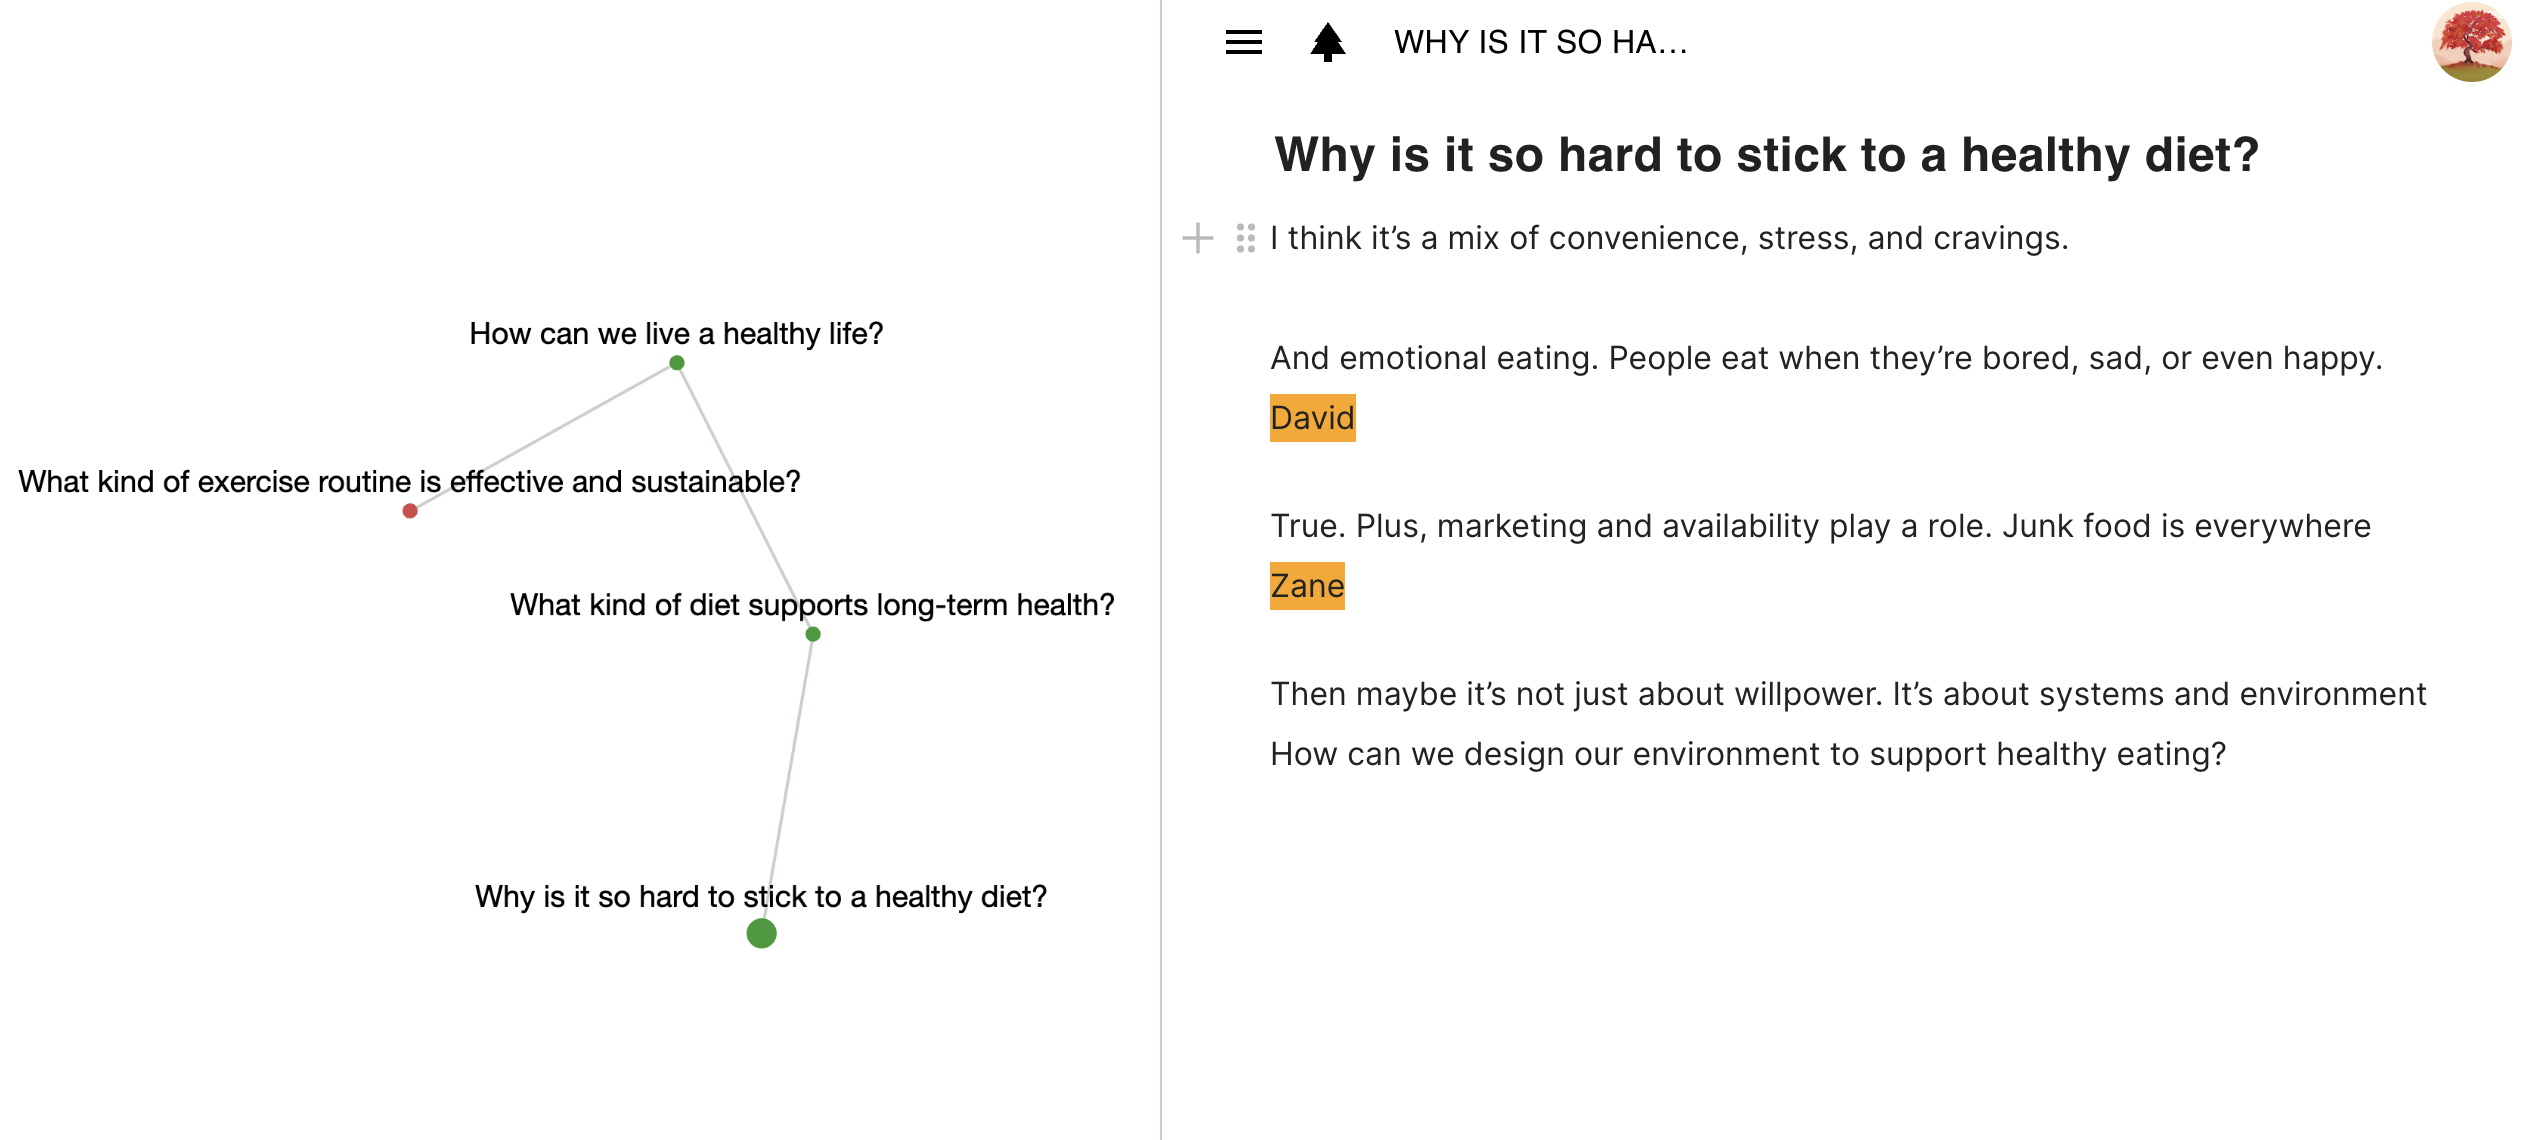 How can we live a healthy life?
What kind of exercise routine is effective and sustainable?
What kind of diet supports long-term health?
Why is it so hard to stick to a healthy diet?
WHY IS IT SO HA...
Why is it so hard to stick to a healthy diet?
I think it’s a mix of convenience, stress, and cravings.
And emotional eating. People eat when they’re bored, sad, or even happy.
David
True. Plus, marketing and availability play a role. Junk food is everywhere
Zane
Then maybe it’s not just about willpower. It’s about systems and environment
How can we design our environment to support healthy eating?